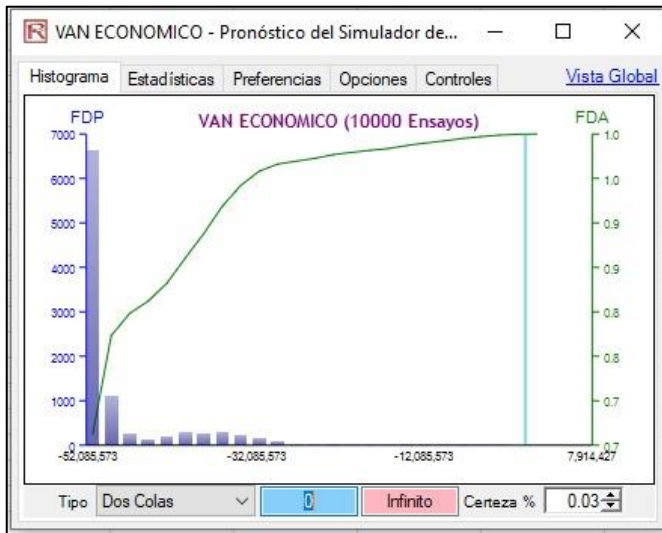 VAN ECONOMICO - Pronóstico del Simulador de...
Histograma Estadísticas Preferencias Opciones Controles Vista Global
FDP VAN ECONOMICO (10000 Ensayos) FDA
7000 1.0
6000 1.0
5000 0.9
4000 0.9
3000 0.8
2000 0.8
1000 0.7
0 0.7
-52,085,573 -32,085,573 -12,085,573 7,914,427
Tipo Dos Colas 0 Infinito Certeza % 0.03